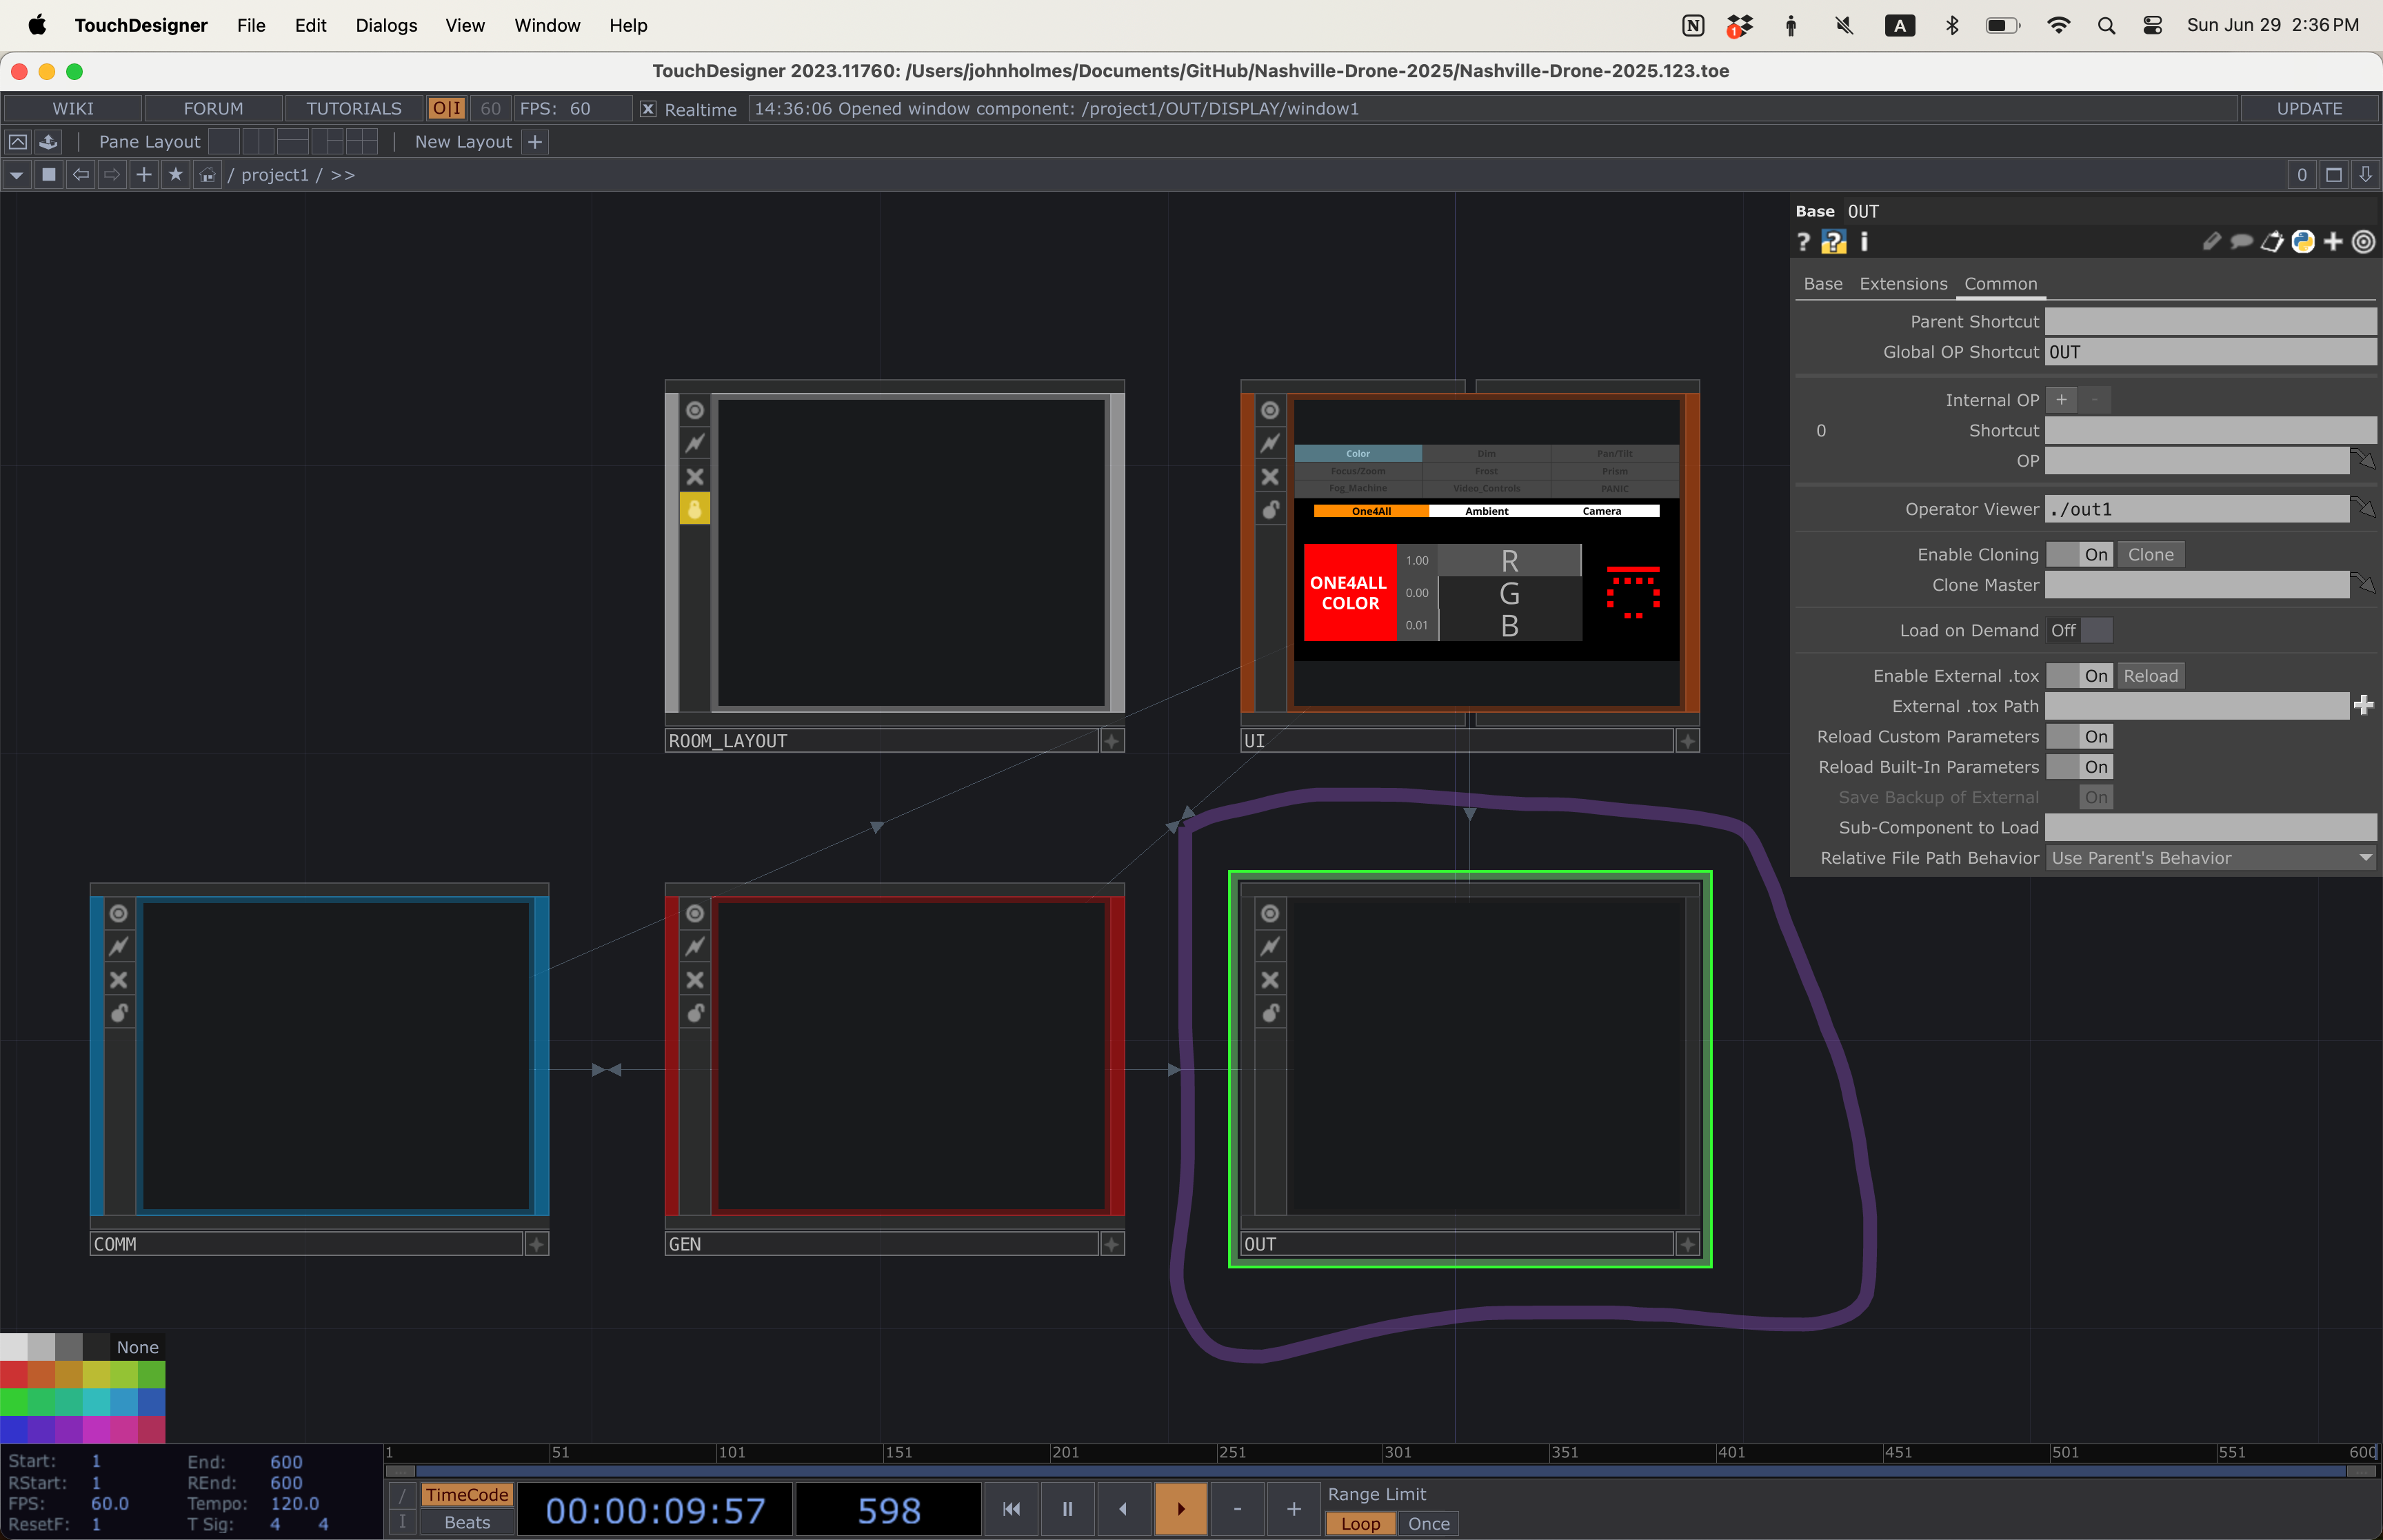 TouchDesigner File Edit Dialogs View Window Help
1 A Sun Jun 29 2:36 PM
TouchDesigner 2023.11760: /Users/johnholmes/Documents/GitHub/Nashville-Drone-2025/Nashville-Drone-2025.123.toe
WIKI FORUM TUTORIALS O|I 60 FPS: 60 Realtime 14:36:06 Opened window component: /project1/OUT/DISPLAY/window1 UPDATE
Pane Layout New Layout +
/ project1 / >> 0
Base OUT
? ? i
Base Extensions Common
Parent Shortcut
Global OP Shortcut OUT
Internal OP + -
0 Shortcut
OP
Operator Viewer ./out1
Enable Cloning On Clone
Clone Master
Load on Demand Off
Enable External .tox On Reload
External .tox Path
Reload Custom Parameters On
Reload Built-In Parameters On
Save Backup of External On
Sub-Component to Load
Relative File Path Behavior Use Parent's Behavior
Color Dim Pan/Tilt
Focus/Zoom Frost Prism
Fog_Machine Video_Controls PANIC
One4All Ambient Camera
ONE4ALL
COLOR
1.00 R
0.00 G
0.01 B
ROOM_LAYOUT
UI
COMM
GEN
OUT
None
Start: 1 End: 600
RStart: 1 REnd: 600
FPS: 60.0 Tempo: 120.0
ResetF: 1 T Sig: 4 4
1 51 101 151 201 251 301 351 401 451 501 551 600
/ TimeCode
I Beats
00:00:09:57 598 - +
Range Limit
Loop Once